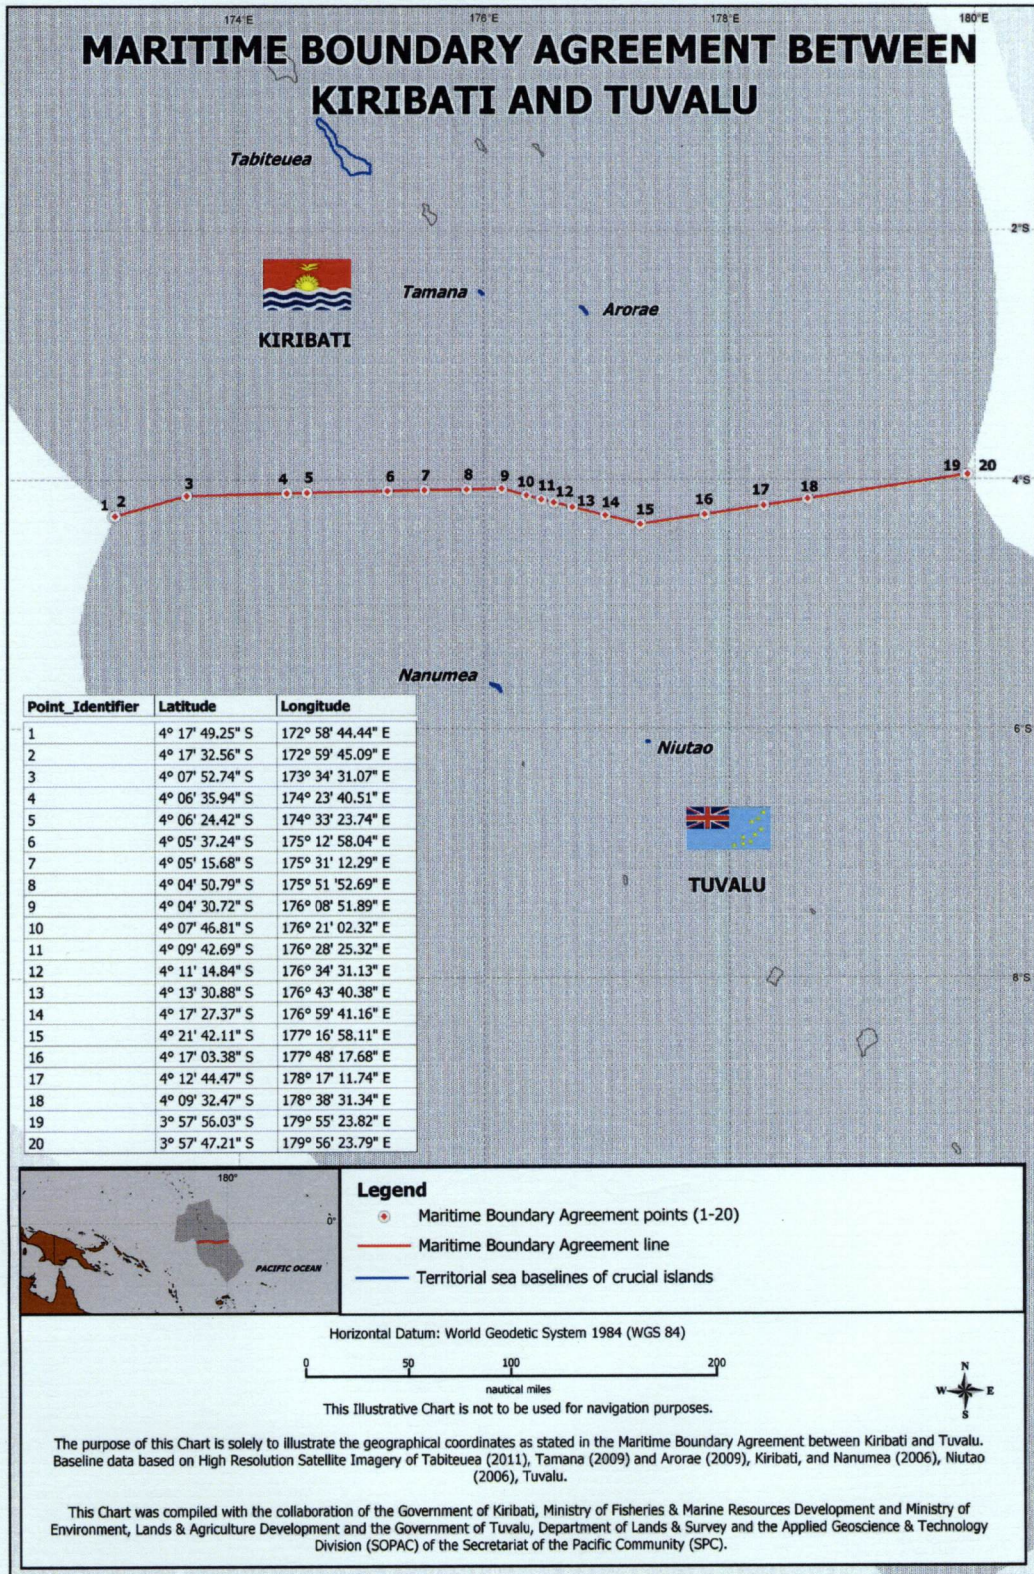 174°E 176°E 178°E 180°E
MARITIME BOUNDARY AGREEMENT BETWEEN
KIRIBATI AND TUVALU
Tabiteuea
2°S
Tamana
Arorae
KIRIBATI
1 2 3 4 5 6 7 8 9 10 11 12 13 14 15 16 17 18 19 20
4°S
Nanumea
6°S
Niutao
TUVALU
8°S
Point_Identifier Latitude Longitude
1 4° 17' 49.25" S 172° 58' 44.44" E
2 4° 17' 32.56" S 172° 59' 45.09" E
3 4° 07' 52.74" S 173° 34' 31.07" E
4 4° 06' 35.94" S 174° 23' 40.51" E
5 4° 06' 24.42" S 174° 33' 23.74" E
6 4° 05' 37.24" S 175° 12' 58.04" E
7 4° 05' 15.68" S 175° 31' 12.29" E
8 4° 04' 50.79" S 175° 51 '52.69" E
9 4° 04' 30.72" S 176° 08' 51.89" E
10 4° 07' 46.81" S 176° 21' 02.32" E
11 4° 09' 42.69" S 176° 28' 25.32" E
12 4° 11' 14.84" S 176° 34' 31.13" E
13 4° 13' 30.88" S 176° 43' 40.38" E
14 4° 17' 27.37" S 176° 59' 41.16" E
15 4° 21' 42.11" S 177° 16' 58.11" E
16 4° 17' 03.38" S 177° 48' 17.68" E
17 4° 12' 44.47" S 178° 17' 11.74" E
18 4° 09' 32.47" S 178° 38' 31.34" E
19 3° 57' 56.03" S 179° 55' 23.82" E
20 3° 57' 47.21" S 179° 56' 23.79" E
180°
0°
PACIFIC OCEAN
Legend
Maritime Boundary Agreement points (1-20)
Maritime Boundary Agreement line
Territorial sea baselines of crucial islands
Horizontal Datum: World Geodetic System 1984 (WGS 84)
0 50 100 200
nautical miles
This Illustrative Chart is not to be used for navigation purposes.
N
W E
S
The purpose of this Chart is solely to illustrate the geographical coordinates as stated in the Maritime Boundary Agreement between Kiribati and Tuvalu.
Baseline data based on High Resolution Satellite Imagery of Tabiteuea (2011), Tamana (2009) and Arorae (2009), Kiribati, and Nanumea (2006), Niutao
(2006), Tuvalu.
This Chart was compiled with the collaboration of the Government of Kiribati, Ministry of Fisheries & Marine Resources Development and Ministry of
Environment, Lands & Agriculture Development and the Government of Tuvalu, Department of Lands & Survey and the Applied Geoscience & Technology
Division (SOPAC) of the Secretariat of the Pacific Community (SPC).